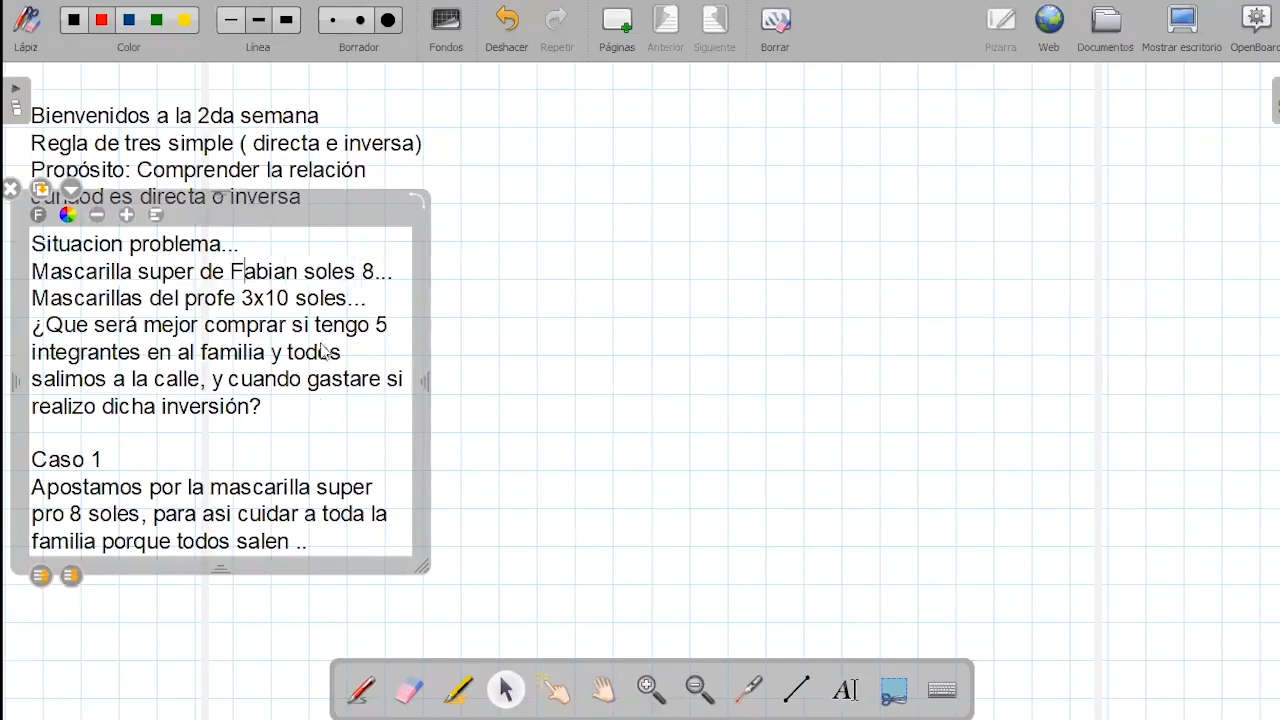 Lápiz
Color
Línea
Borrador
Fondos
Deshacer
Repetir
Páginas
Anterior
Siguiente
Borrar
Pizarra
Web
Documentos
Mostrar escritorio
OpenBoard
Bienvenidos a la 2da semana
Regla de tres simple ( directa e inversa)
Propósito: Comprender la relación
es directa o inversa
F
Situacion problema...
Mascarilla super de Fabian soles 8...
Mascarillas del profe 3x10 soles...
¿Que será mejor comprar si tengo 5
integrantes en al familia y todos
salimos a la calle, y cuando gastare si
realizo dicha inversión?
Caso 1
Apostamos por la mascarilla super
pro 8 soles, para asi cuidar a toda la
familia porque todos salen ..